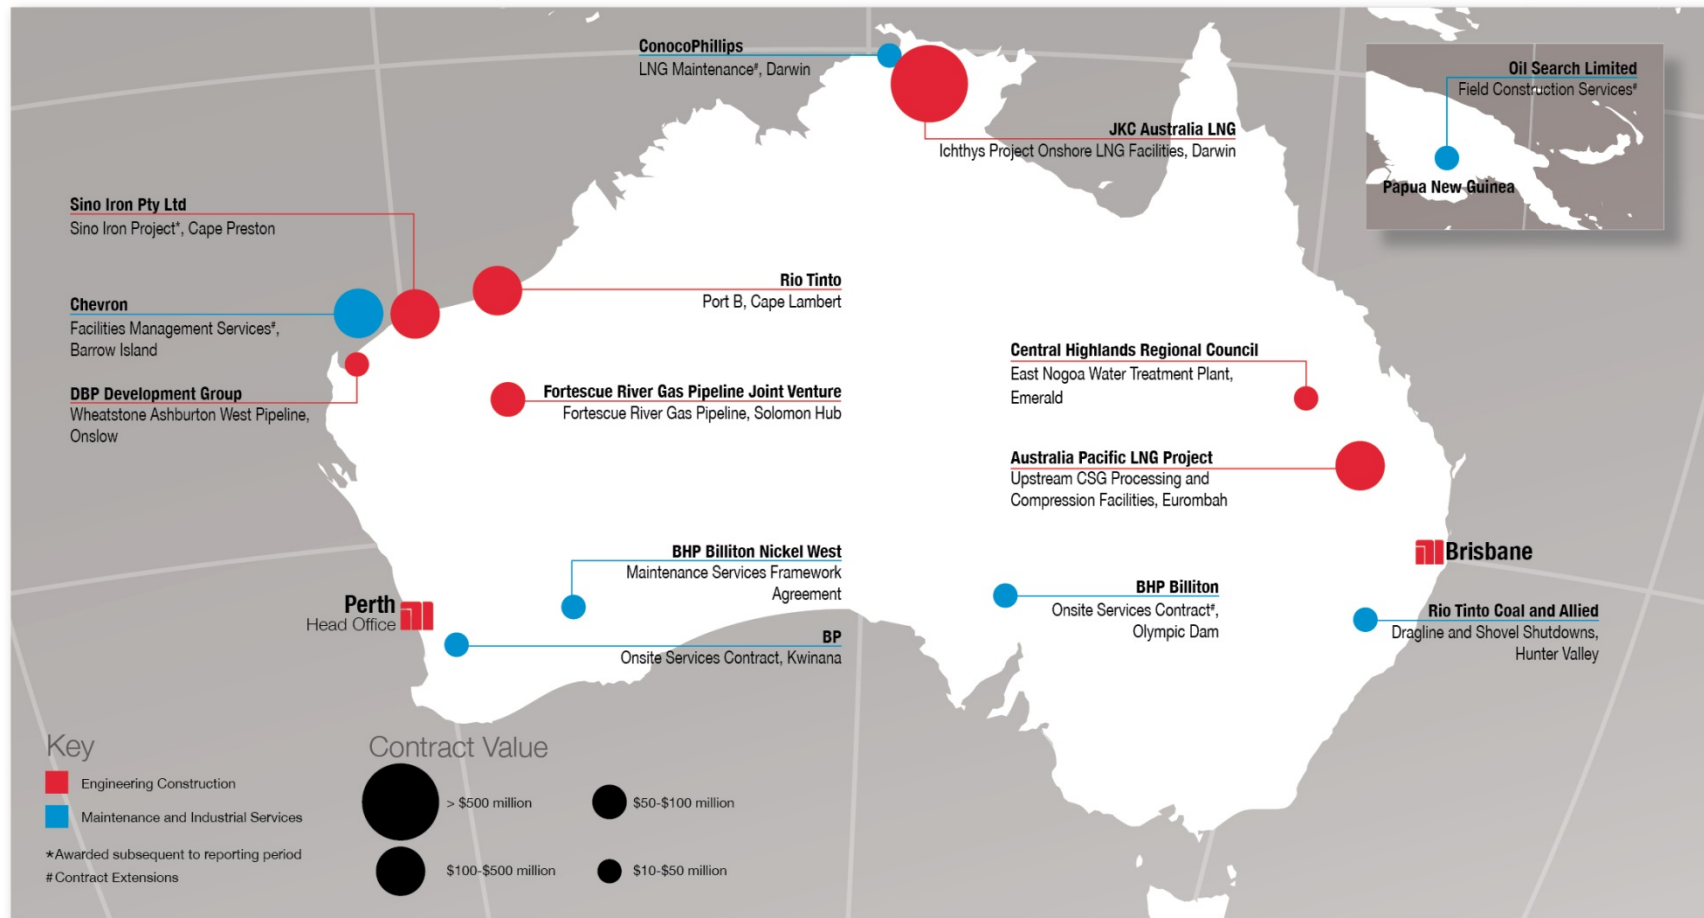 ConocoPhillips
LNG Maintenance#, Darwin
Oil Search Limited
Field Construction Services#
Papua New Guinea
JKC Australia LNG
Ichthys Project Onshore LNG Facilities, Darwin
Sino Iron Pty Ltd
Sino Iron Project*, Cape Preston
Rio Tinto
Port B, Cape Lambert
Chevron
Facilities Management Services#,
Barrow Island
DBP Development Group
Wheatstone Ashburton West Pipeline,
Onslow
Fortescue River Gas Pipeline Joint Venture
Fortescue River Gas Pipeline, Solomon Hub
Central Highlands Regional Council
East Nogoa Water Treatment Plant,
Emerald
Australia Pacific LNG Project
Upstream CSG Processing and
Compression Facilities, Eurombah
Brisbane
BHP Billiton Nickel West
Maintenance Services Framework
Agreement
Perth
Head Office
BP
Onsite Services Contract, Kwinana
BHP Billiton
Onsite Services Contract#,
Olympic Dam
Rio Tinto Coal and Allied
Dragline and Shovel Shutdowns,
Hunter Valley
Key
Engineering Construction
Maintenance and Industrial Services
*Awarded subsequent to reporting period
#Contract Extensions
Contract Value
> $500 million
$50-$100 million
$100-$500 million
$10-$50 million